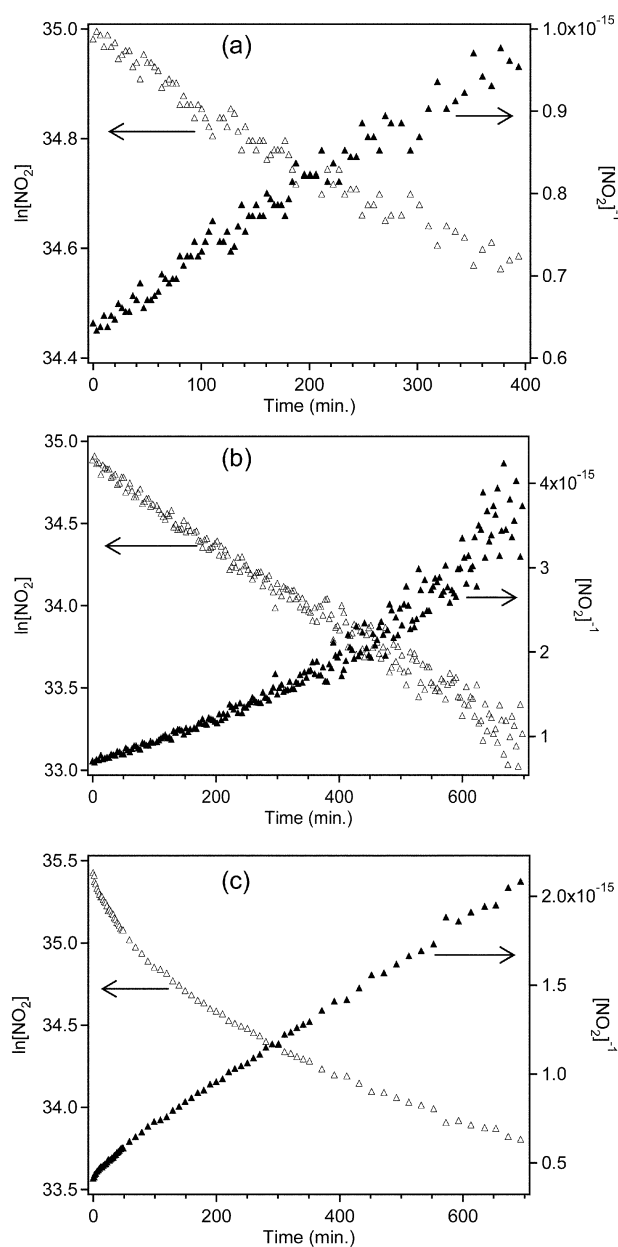 (a)
35.0
34.8
34.6
34.4
ln[NO2]
1.0x10-15
0.9
0.8
0.7
0.6
[NO2]-1
0 100 200 300 400
Time (min.)
(b)
35.0
34.5
34.0
33.5
33.0
ln[NO2]
4x10-15
3
2
1
[NO2]-1
0 200 400 600
Time (min.)
(c)
35.5
35.0
34.5
34.0
33.5
ln[NO2]
2.0x10-15
1.5
1.0
0.5
[NO2]-1
0 200 400 600
Time (min.)